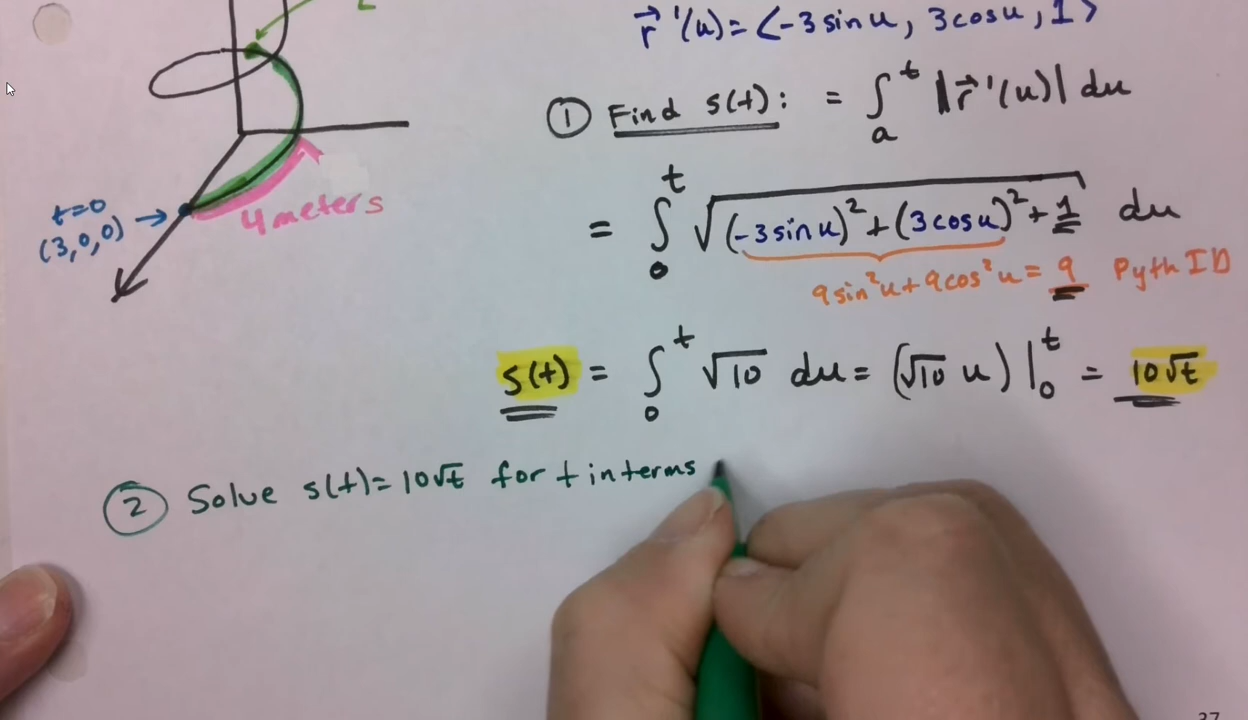 r⃗ '(u) = ⟨-3 sin u, 3 cos u, 1⟩
① Find s(t): = ∫ₐᵗ |r⃗ '(u)| du
t=0
(3,0,0) →
4 meters
= ∫₀ᵗ √((-3 sin u)² + (3 cos u)² + 1) du
9 sin² u + 9 cos² u = 9 Pyth ID
s(t) = ∫₀ᵗ √10 du = (√10 u) |₀ᵗ = 10√t
② Solve s(t) = 10√t for t in terms